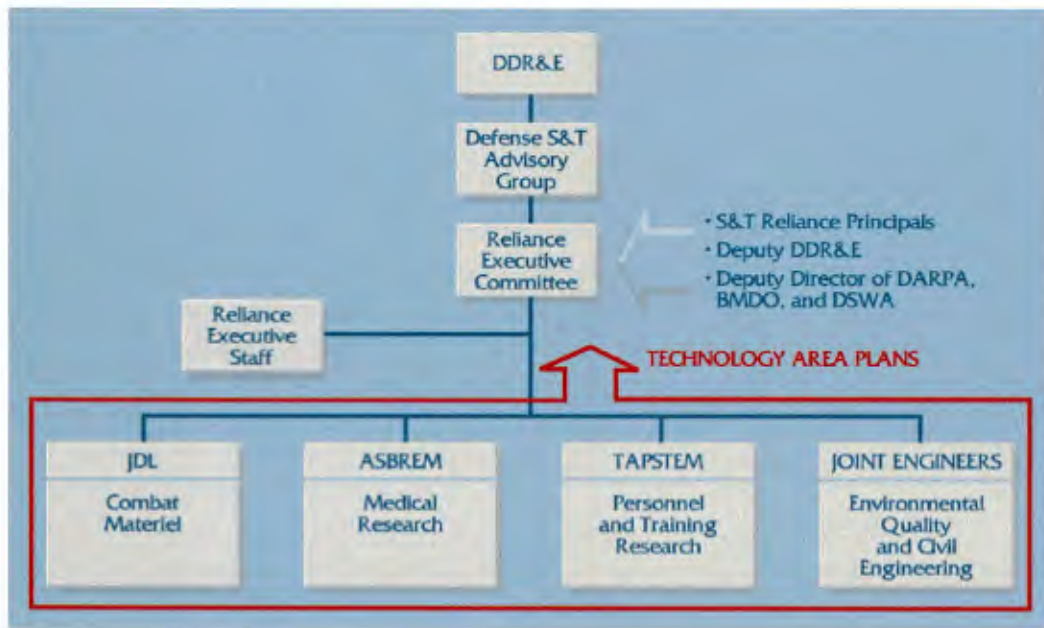 DDR&E
Defense S&T
Advisory
Group
Reliance
Executive
Committee
• S&T Reliance Principals
• Deputy DDR&E
• Deputy Director of DARPA,
BMDO, and DSWA
Reliance
Executive
Staff
TECHNOLOGY AREA PLANS
JDL
Combat
Materiel
ASBREM
Medical
Research
TAPSTEM
Personnel
and Training
Research
JOINT ENGINEERS
Environmental
Quality
and Civil
Engineering